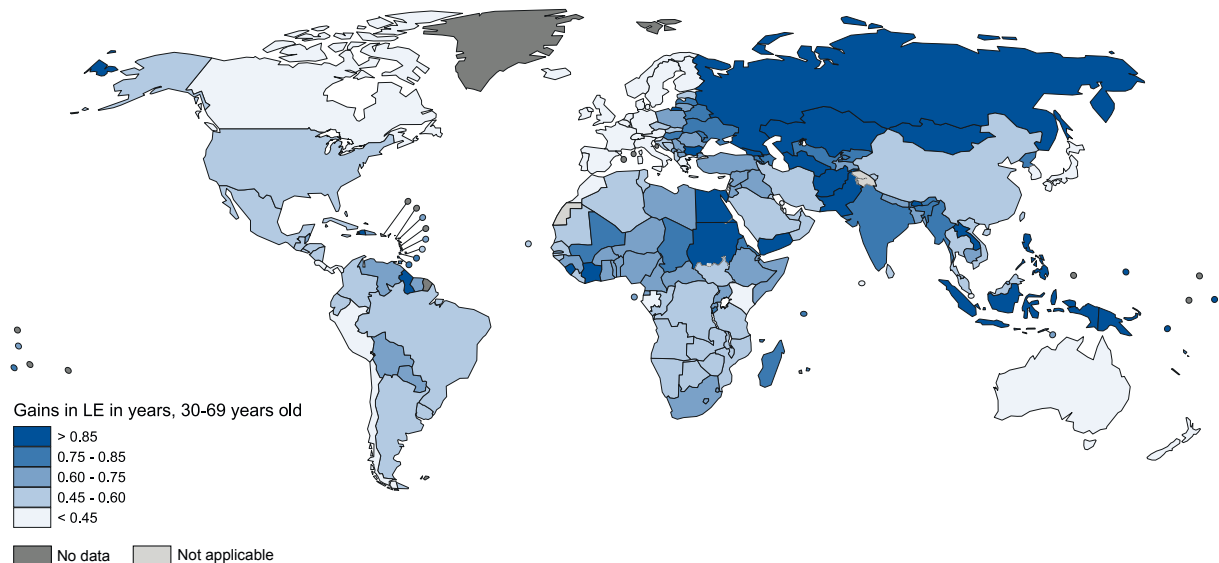 Gains in LE in years, 30-69 years old
> 0.85
0.75 - 0.85
0.60 - 0.75
0.45 - 0.60
< 0.45
No data
Not applicable